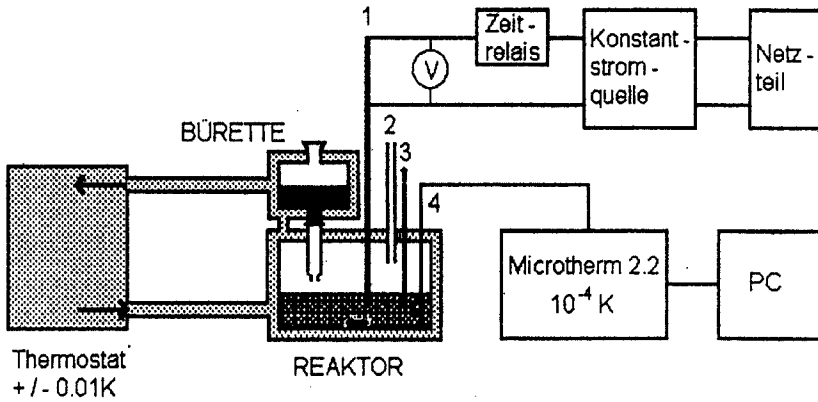 1
Zeit -
relais
Konstant -
strom -
quelle
Netz -
teil
V
BÜRETTE
2
3
4
Microtherm 2.2
10⁻⁴ K
PC
Thermostat
+ / - 0.01K
REAKTOR